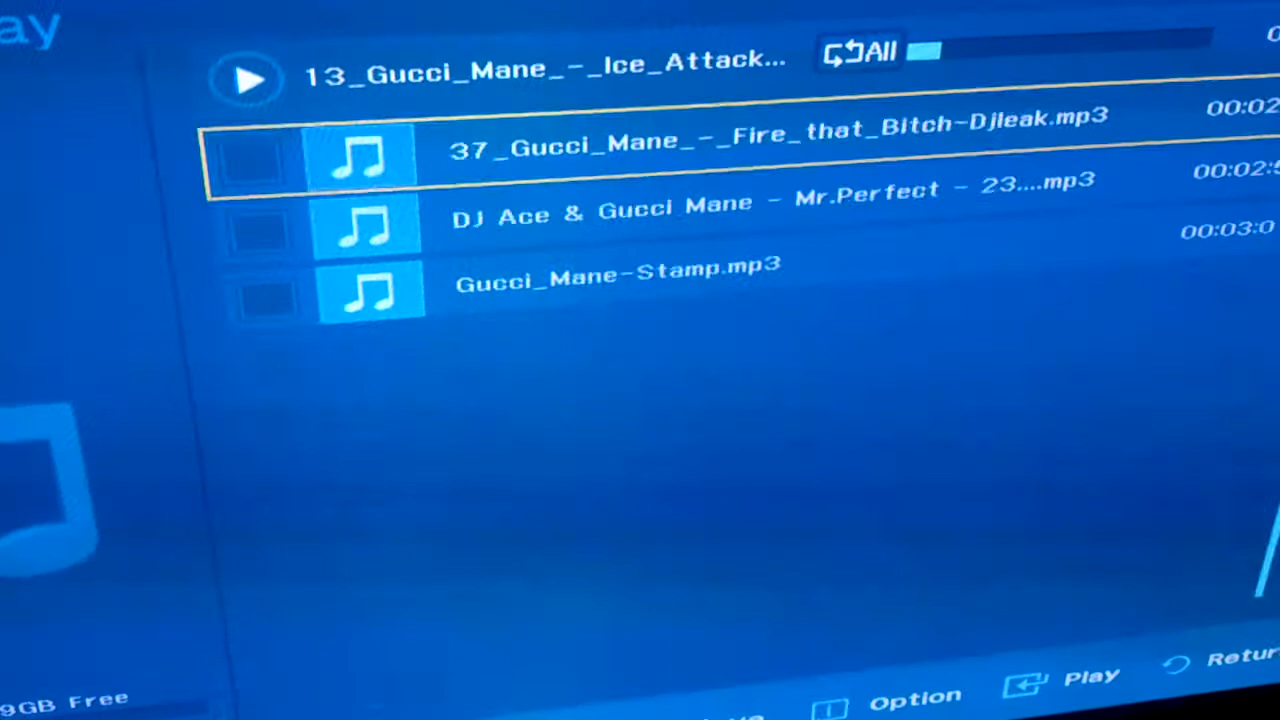 ay
13_Gucci_Mane_-_Ice_Attack... All
37_Gucci_Mane_-_Fire_that_Bitch-Djleak.mp3 00:02
DJ Ace & Gucci Mane - Mr.Perfect - 23....mp3 00:02:5
Gucci_Mane-Stamp.mp3 00:03:0
9GB Free
Option Play Retur